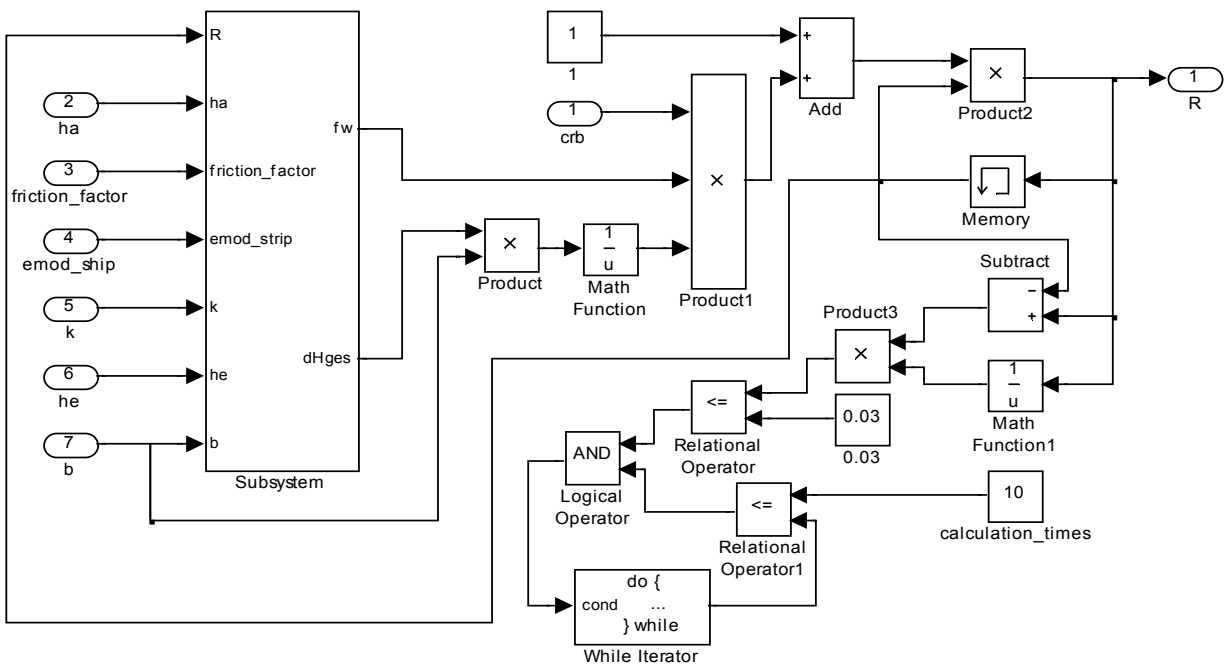 R
ha
friction_factor
emod_strip
k
he
b
fw
dHges
Subsystem
2
ha
3
friction_factor
4
emod_ship
5
k
6
he
7
b
1
1
1
crb
×
Product
1
u
Math
Function
×
Product1
+
+
Add
×
Product2
1
R
Memory
Subtract
−
+
Product3
×
1
u
Math
Function1
<=
Relational
Operator
0.03
0.03
AND
Logical
Operator
<=
Relational
Operator1
10
calculation_times
do {
cond ...
} while
While Iterator